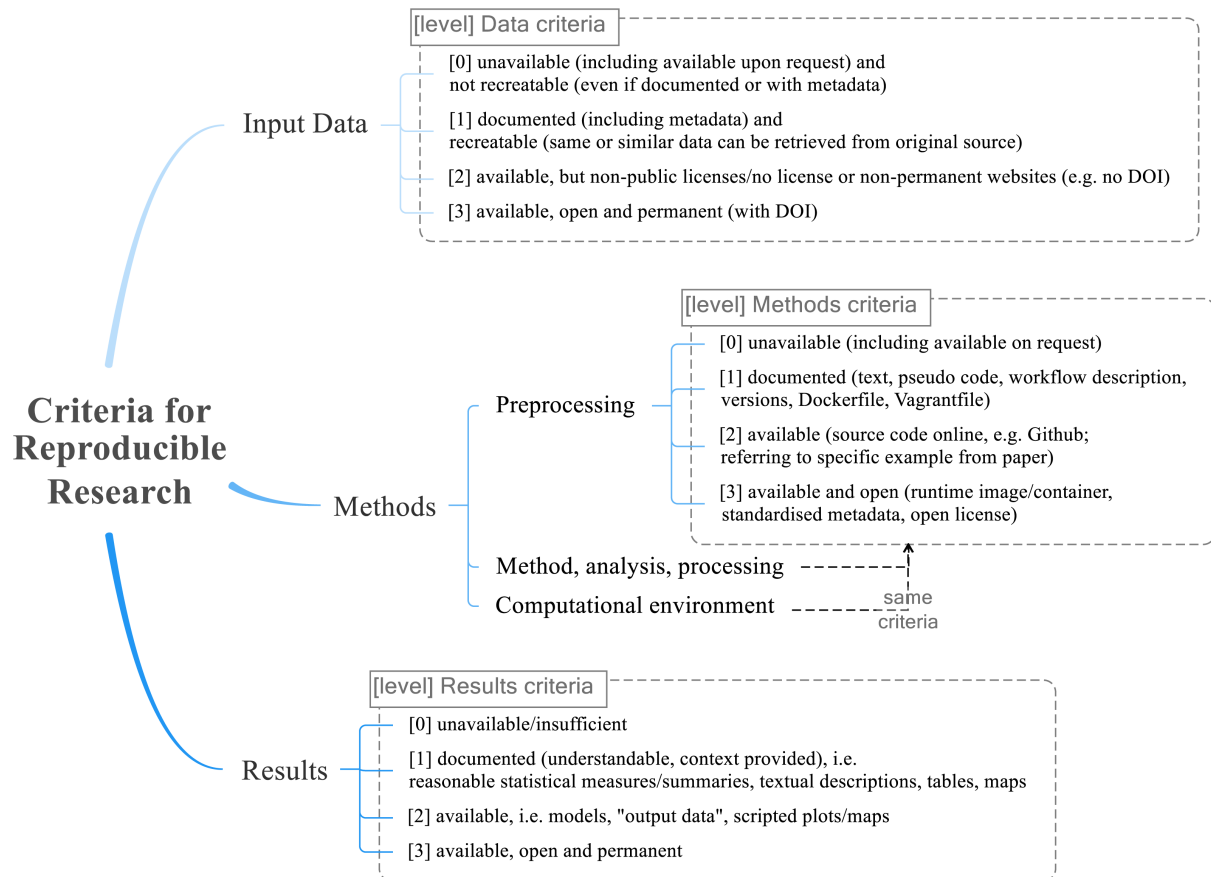 Criteria for
Reproducible
Research
Input Data
[level] Data criteria
[0] unavailable (including available upon request) and
not recreatable (even if documented or with metadata)
[1] documented (including metadata) and
recreatable (same or similar data can be retrieved from original source)
[2] available, but non-public licenses/no license or non-permanent websites (e.g. no DOI)
[3] available, open and permanent (with DOI)
Methods
Preprocessing
[level] Methods criteria
[0] unavailable (including available on request)
[1] documented (text, pseudo code, workflow description,
versions, Dockerfile, Vagrantfile)
[2] available (source code online, e.g. Github;
referring to specific example from paper)
[3] available and open (runtime image/container,
standardised metadata, open license)
Method, analysis, processing
Computational environment
same
criteria
Results
[level] Results criteria
[0] unavailable/insufficient
[1] documented (understandable, context provided), i.e.
reasonable statistical measures/summaries, textual descriptions, tables, maps
[2] available, i.e. models, "output data", scripted plots/maps
[3] available, open and permanent